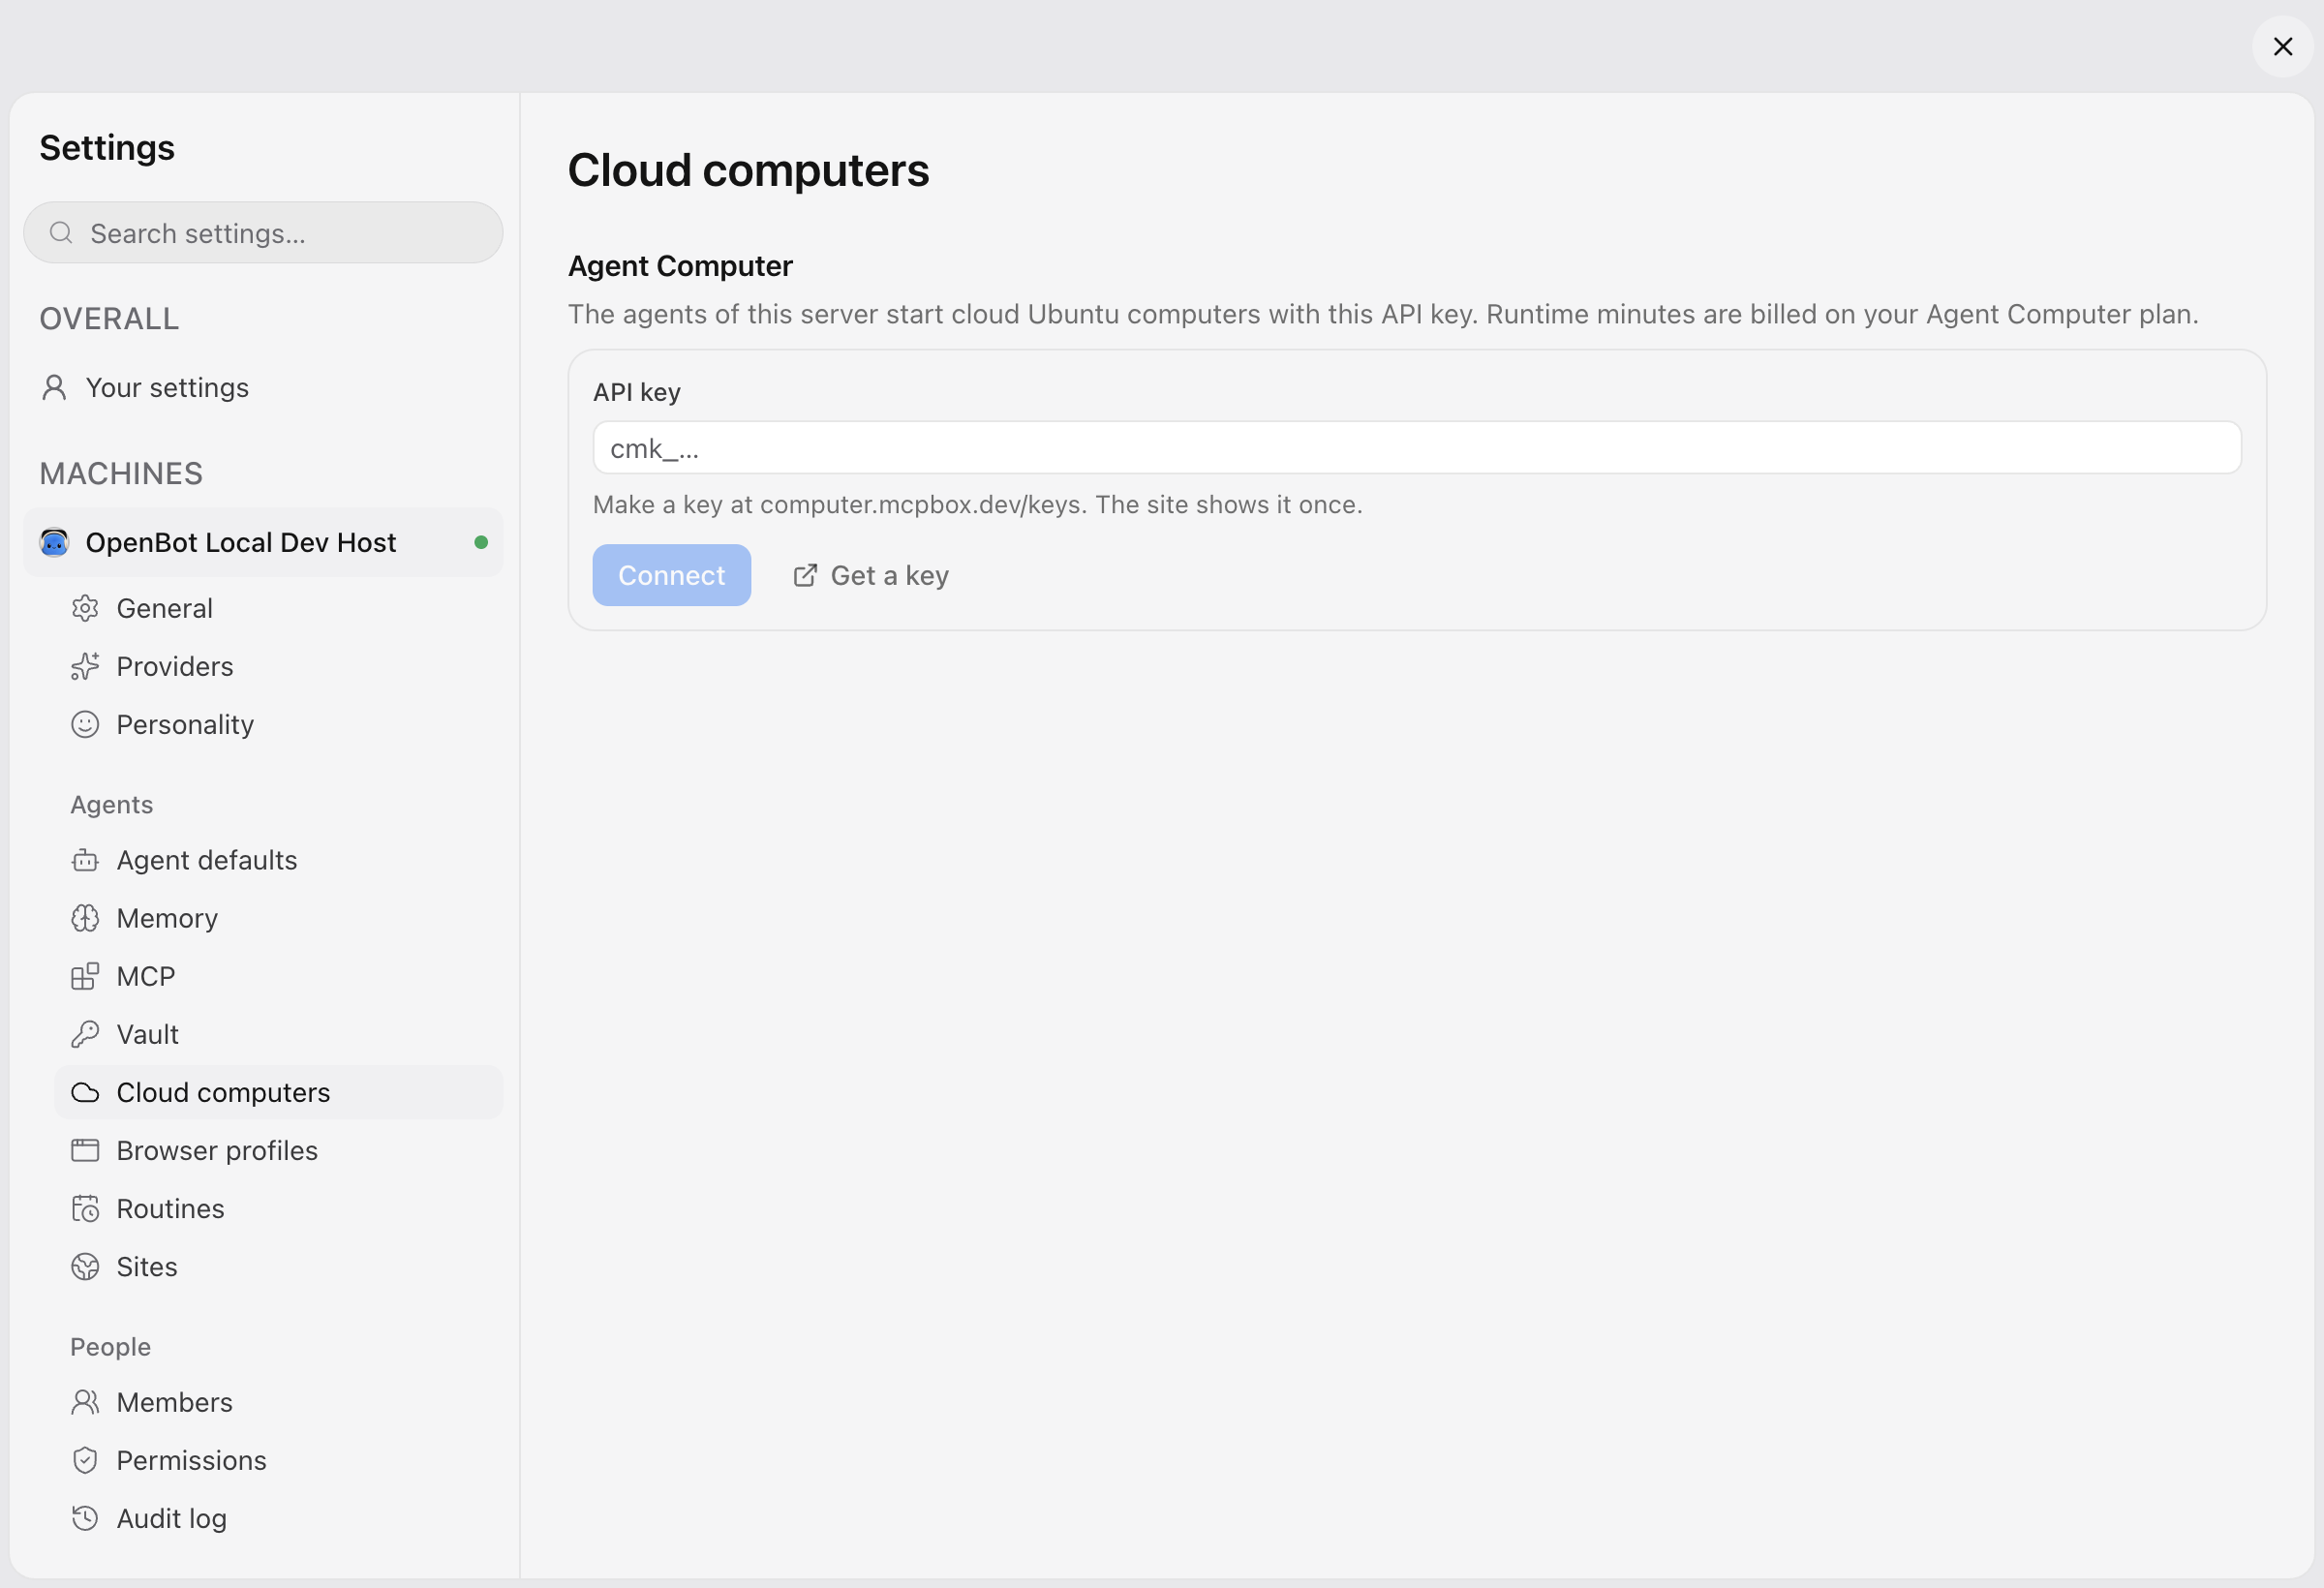 Settings
Search settings...
OVERALL
Your settings
MACHINES
OpenBot Local Dev Host
General
Providers
Personality
Agents
Agent defaults
Memory
MCP
Vault
Cloud computers
Browser profiles
Routines
Sites
People
Members
Permissions
Audit log
Cloud computers
Agent Computer
The agents of this server start cloud Ubuntu computers with this API key. Runtime minutes are billed on your Agent Computer plan.
API key
cmk_...
Make a key at computer.mcpbox.dev/keys. The site shows it once.
Connect
Get a key